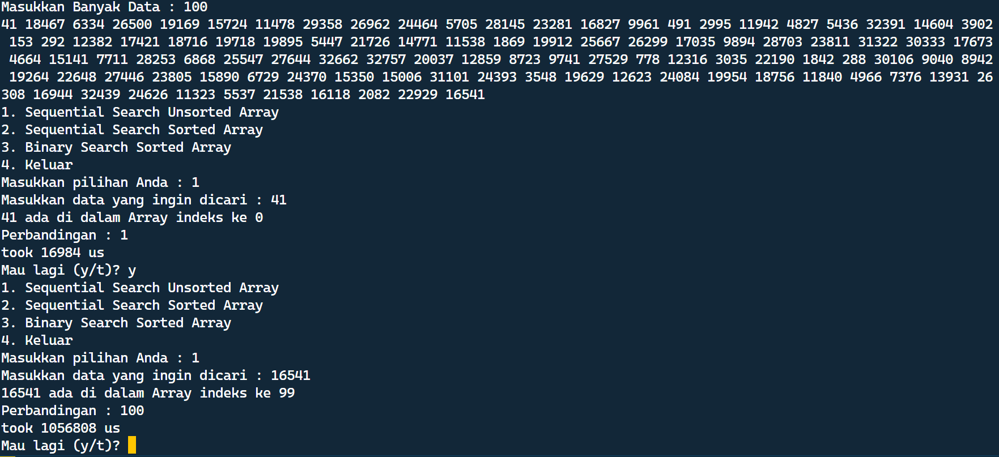 Masukkan Banyak Data : 100
41 18467 6334 26500 19169 15724 11478 29358 26962 24464 5705 28145 23281 16827 9961 491 2995 11942 4827 5436 32391 14604 3902
153 292 12382 17421 18716 19718 19895 5447 21726 14771 11538 1869 19912 25667 26299 17035 9894 28703 23811 31322 30333 17673
4664 15141 7711 28253 6868 25547 27644 32662 32757 20037 12859 8723 9741 27529 778 12316 3035 22190 1842 288 30106 9040 8942
19264 22648 27446 23805 15890 6729 24370 15350 15006 31101 24393 3548 19629 12623 24084 19954 18756 11840 4966 7376 13931 26
308 16944 32439 24626 11323 5537 21538 16118 2082 22929 16541
1. Sequential Search Unsorted Array
2. Sequential Search Sorted Array
3. Binary Search Sorted Array
4. Keluar
Masukkan pilihan Anda : 1
Masukkan data yang ingin dicari : 41
41 ada di dalam Array indeks ke 0
Perbandingan : 1
took 16984 us
Mau lagi (y/t)? y
1. Sequential Search Unsorted Array
2. Sequential Search Sorted Array
3. Binary Search Sorted Array
4. Keluar
Masukkan pilihan Anda : 1
Masukkan data yang ingin dicari : 16541
16541 ada di dalam Array indeks ke 99
Perbandingan : 100
took 1056808 us
Mau lagi (y/t)?